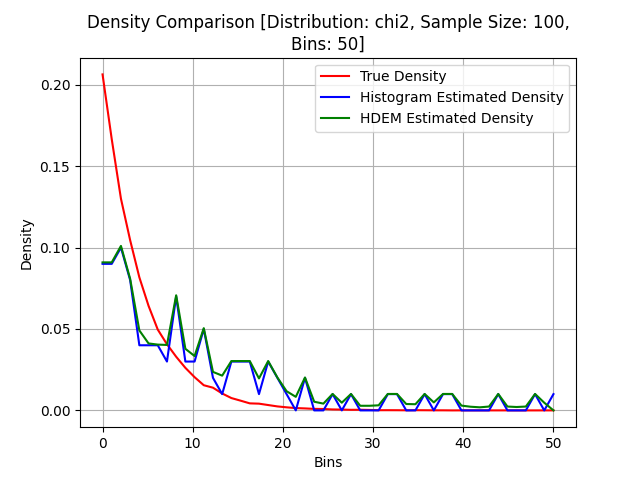 Density Comparison [Distribution: chi2, Sample Size: 100,
Bins: 50]
True Density
Histogram Estimated Density
HDEM Estimated Density
Density
0.20
0.15
0.10
0.05
0.00
0 10 20 30 40 50
Bins